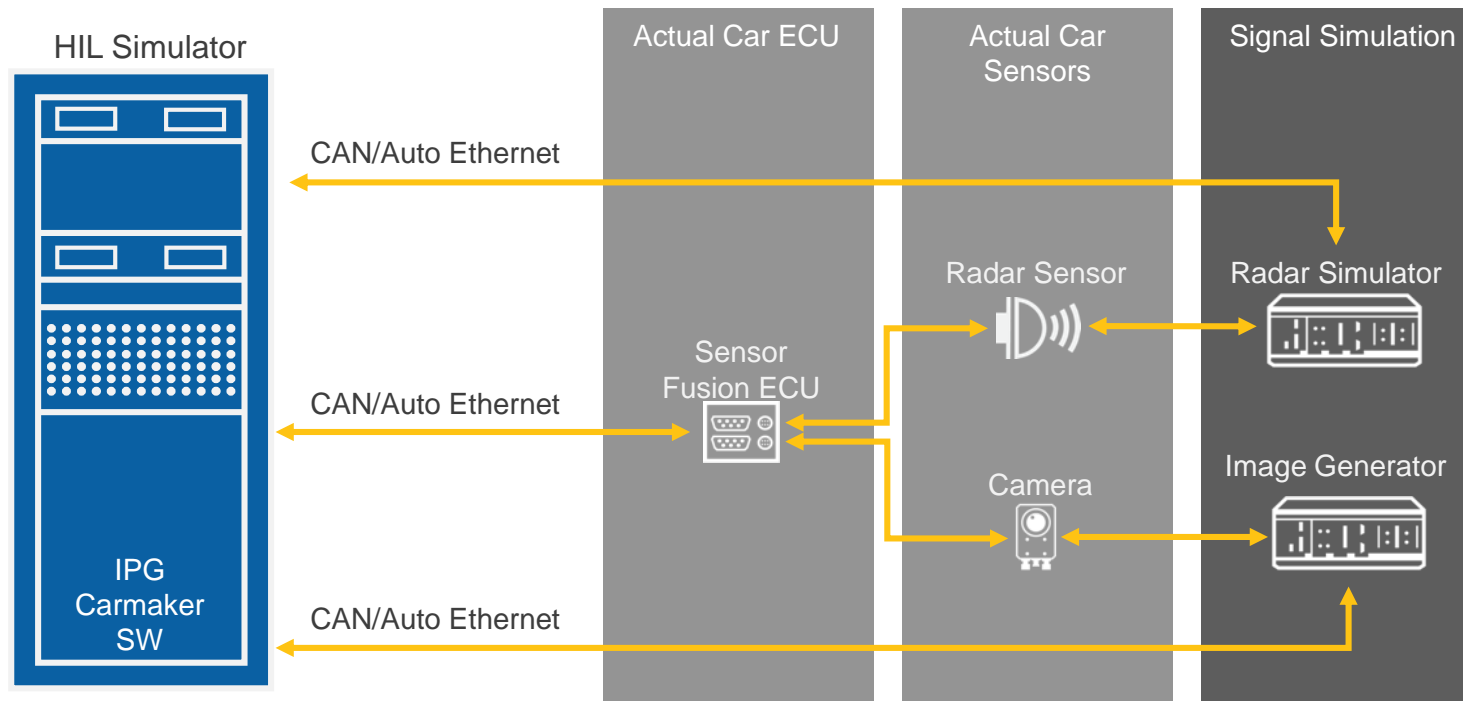 HIL Simulator
Actual Car ECU
Actual Car
Sensors
Signal Simulation
CAN/Auto Ethernet
Radar Sensor
Radar Simulator
Sensor
Fusion ECU
CAN/Auto Ethernet
Camera
Image Generator
IPG
Carmaker
SW
CAN/Auto Ethernet